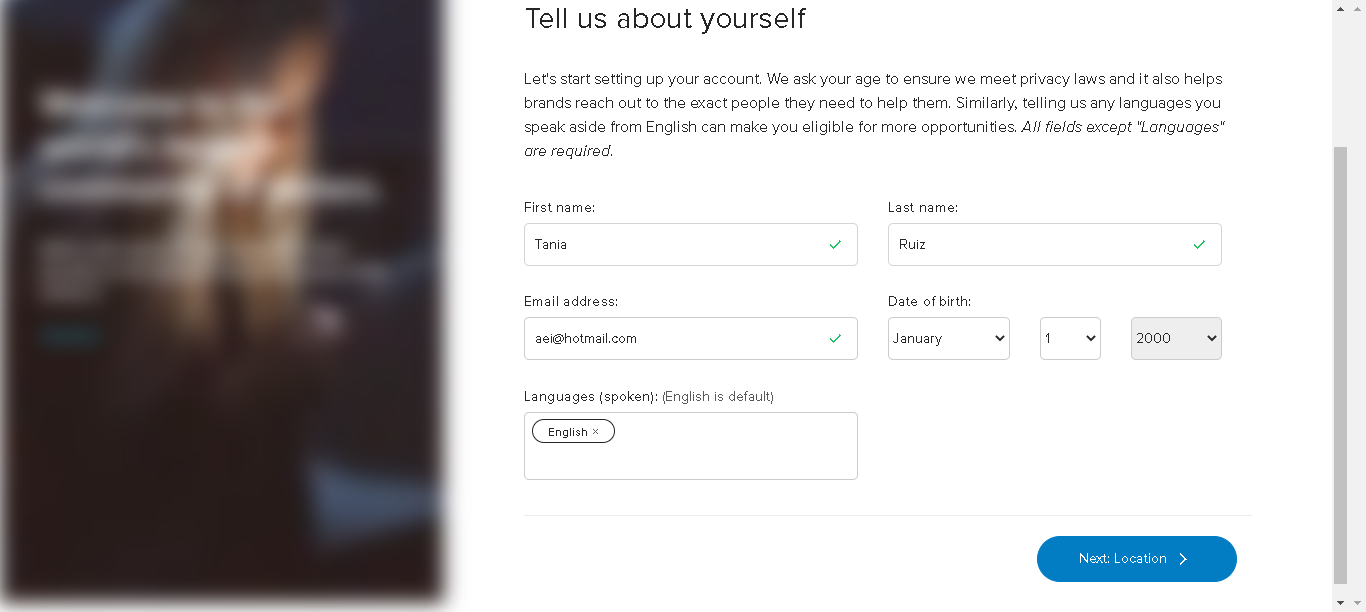 Tell us about yourself
Let's start setting up your account. We ask your age to ensure we meet privacy laws and it also helps
brands reach out to the exact people they need to help them. Similarly, telling us any languages you
speak aside from English can make you eligible for more opportunities. All fields except "Languages"
are required.
First name:
Last name:
Tania
Ruiz
Email address:
Date of birth:
aei@hotmail.com
January
1
2000
Languages (spoken): (English is default)
English ×
Next: Location